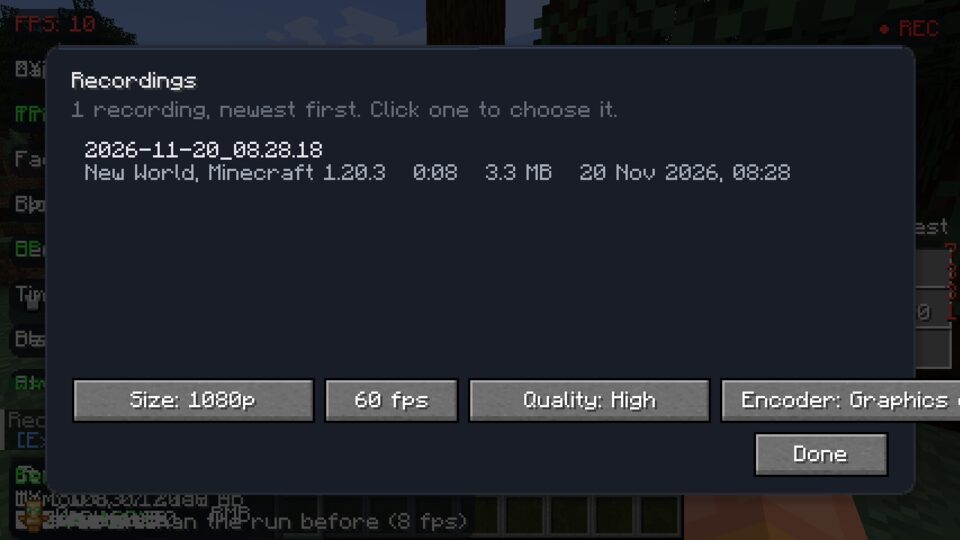 FPS: 10
REC
Recordings
1 recording, newest first. Click one to choose it.
2026-11-20_08.28.18
New World, Minecraft 1.20.3 0:08 3.3 MB 20 Nov 2026, 08:28
Size: 1080p
60 fps
Quality: High
Encoder: Graphics
Done
run before (8 fps)